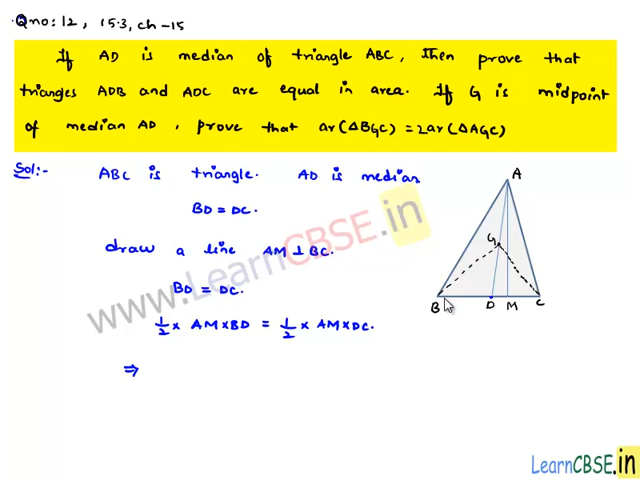 Qno: 12, 15.3, ch-15
If AD is median of triangle ABC, Then prove that
triangles ADB and ADC are equal in area. If G is midpoint
of median AD, prove that ar(△BGC) = 2ar(△AGC)
Sol:- ABC is triangle. AD is median
BD = DC.
draw a line AM ⊥ BC.
BD = DC.
1/2 × AM × BD = 1/2 × AM × DC.
⇒
A
G
B D M C
www.LearnCBSE.in
LearnCBSE.in